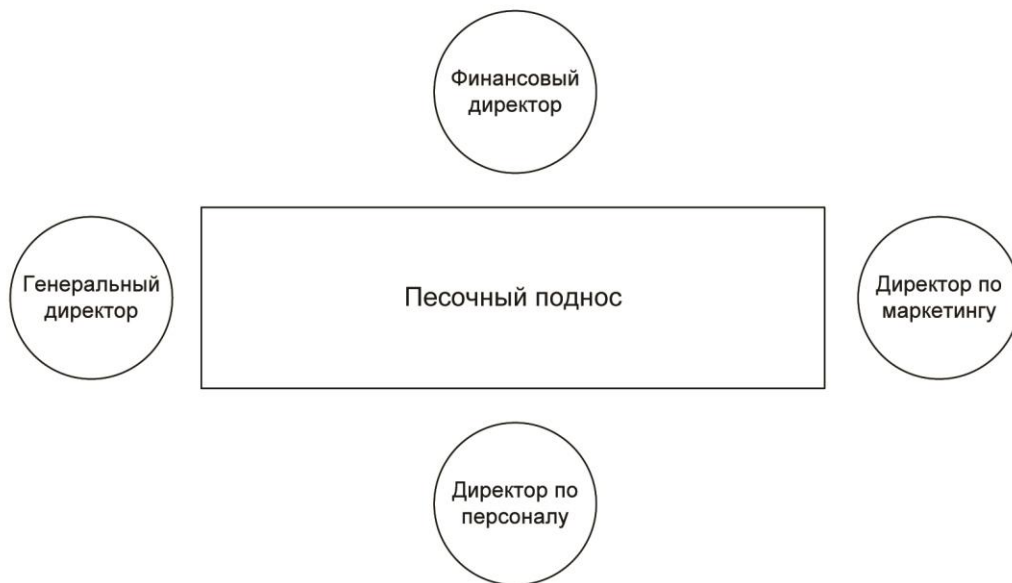 Финансовый
директор
Генеральный
директор
Песочный поднос
Директор по
маркетингу
Директор по
персоналу